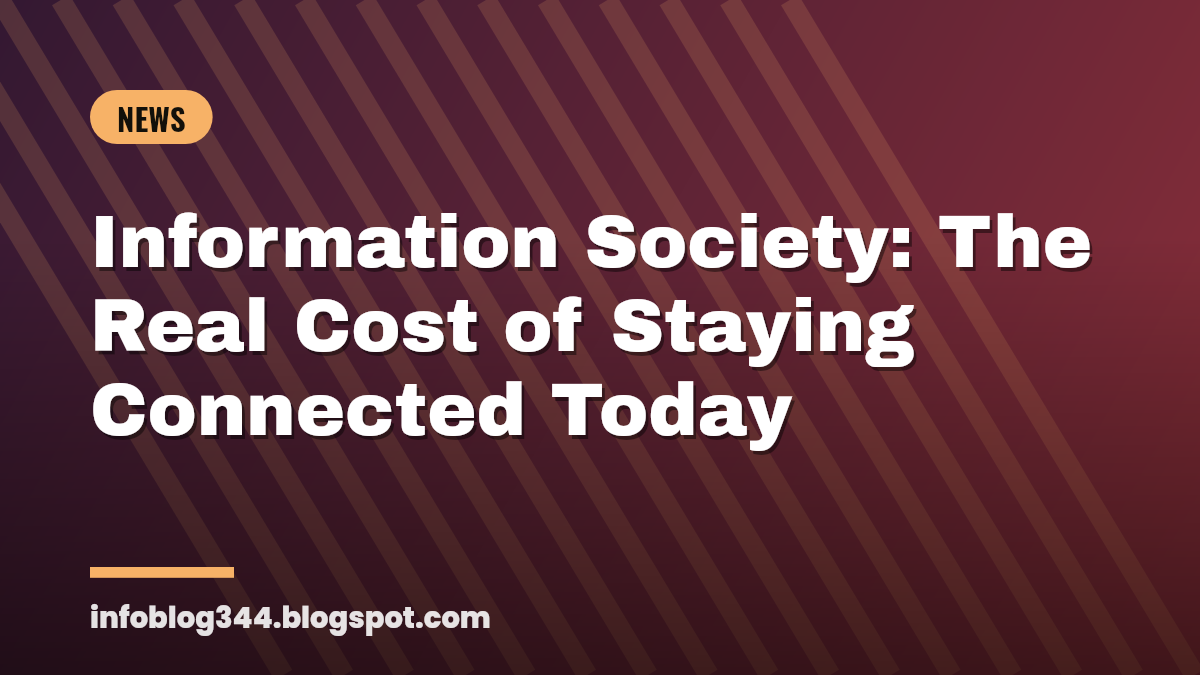 NEWS
Information Society: The
Real Cost of Staying
Connected Today
infoblog344.blogspot.com